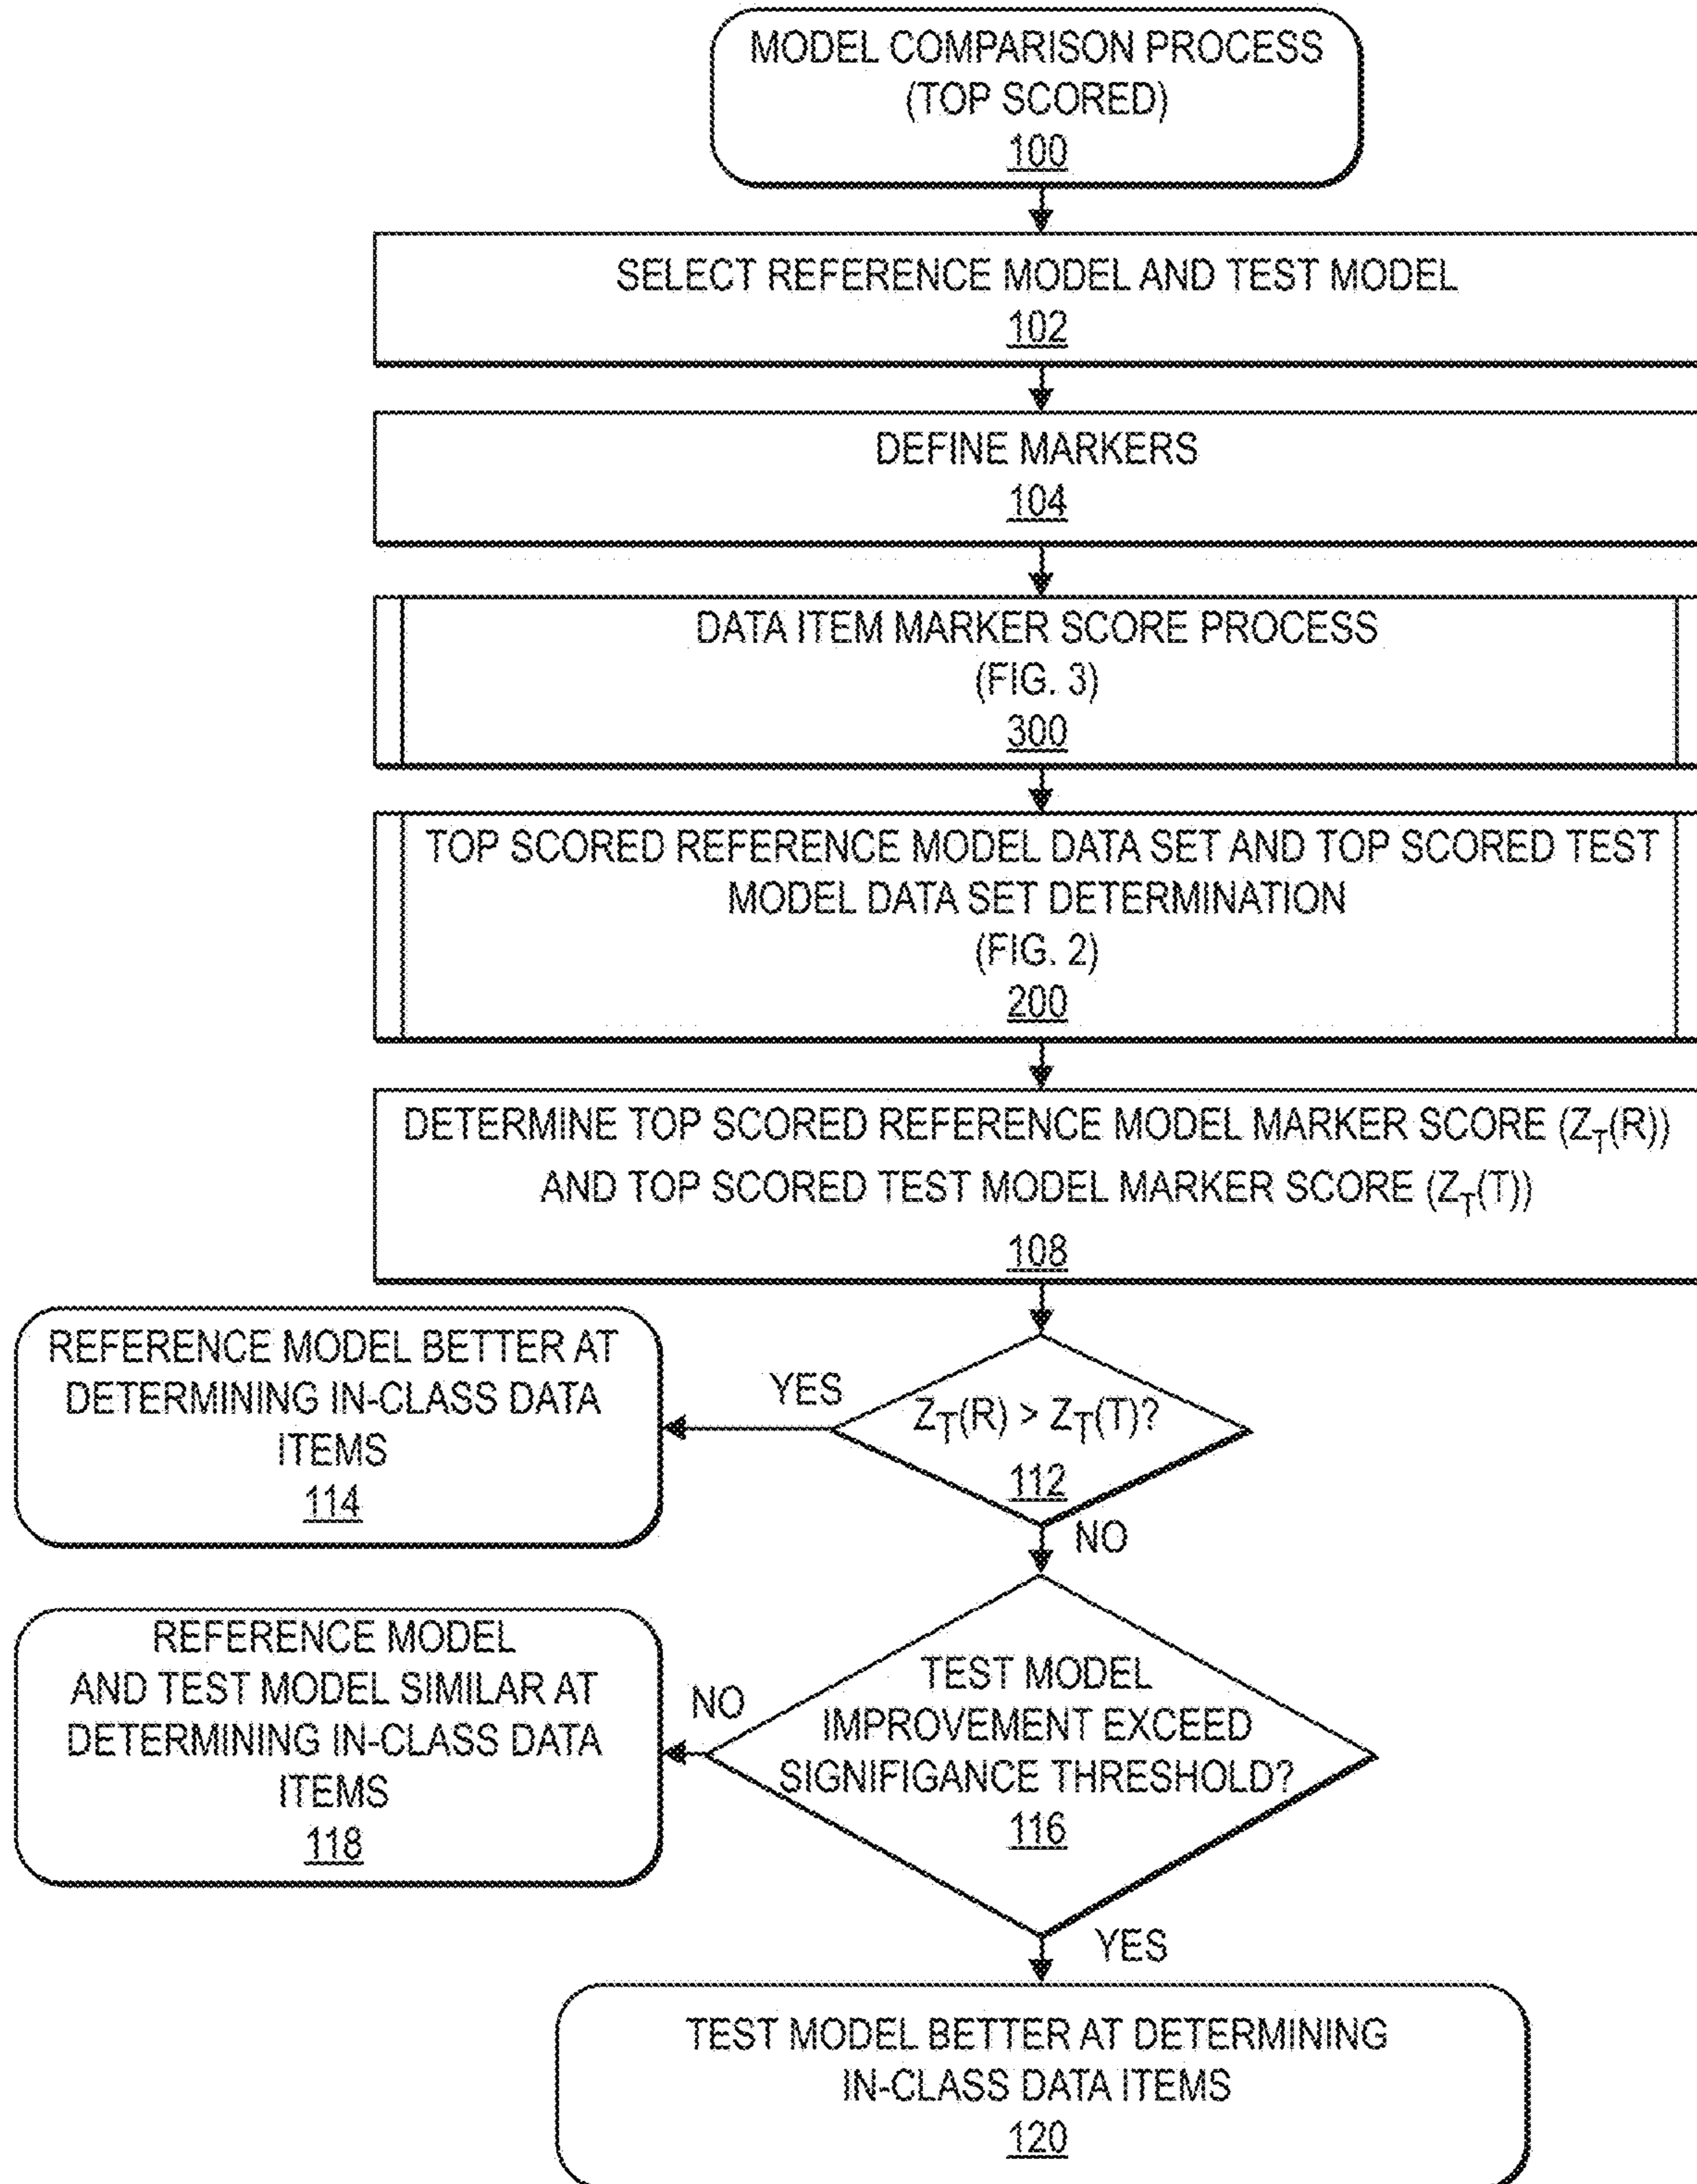 MODEL COMPARISON PROCESS
(TOP SCORED)
100
SELECT REFERENCE MODEL AND TEST MODEL
102
DEFINE MARKERS
104
DATA ITEM MARKER SCORE PROCESS
(FIG. 3)
300
TOP SCORED REFERENCE MODEL DATA SET AND TOP SCORED TEST
MODEL DATA SET DETERMINATION
(FIG. 2)
200
DETERMINE TOP SCORED REFERENCE MODEL MARKER SCORE (Z_T(R))
AND TOP SCORED TEST MODEL MARKER SCORE (Z_T(T))
108
Z_T(R) > Z_T(T)?
112
YES
REFERENCE MODEL BETTER AT
DETERMINING IN-CLASS DATA
ITEMS
114
NO
TEST MODEL
IMPROVEMENT EXCEED
SIGNIFIGANCE THRESHOLD?
116
NO
REFERENCE MODEL
AND TEST MODEL SIMILAR AT
DETERMINING IN-CLASS DATA
ITEMS
118
YES
TEST MODEL BETTER AT DETERMINING
IN-CLASS DATA ITEMS
120